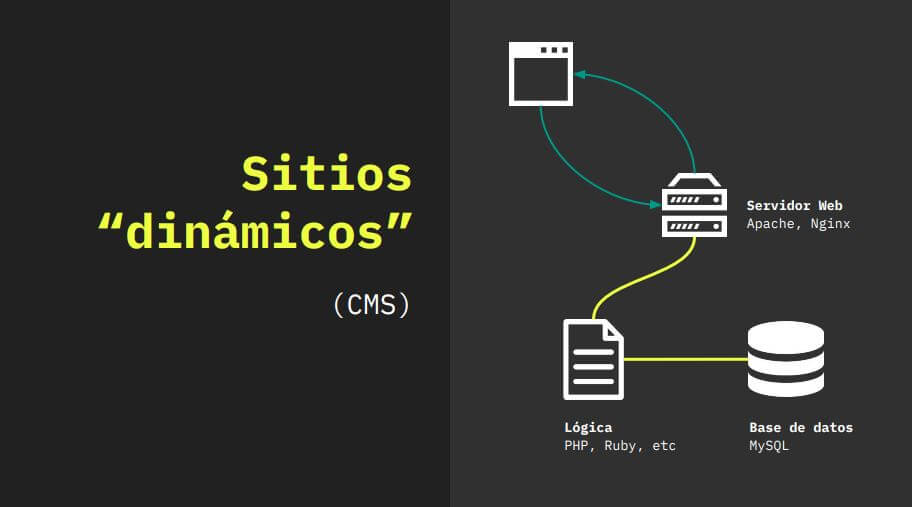 Sitios
“dinámicos”
(CMS)
Servidor Web
Apache, Nginx
Lógica
PHP, Ruby, etc
Base de datos
MySQL